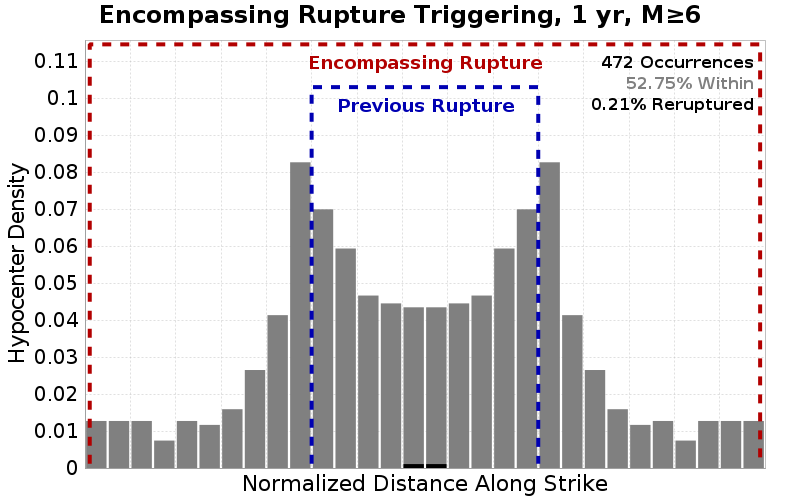 Encompassing Rupture Triggering, 1 yr, M≥6
Encompassing Rupture
472 Occurrences
52.75% Within
0.21% Reruptured
Previous Rupture
Hypocenter Density
0.11
0.1
0.09
0.08
0.07
0.06
0.05
0.04
0.03
0.02
0.01
0
Normalized Distance Along Strike